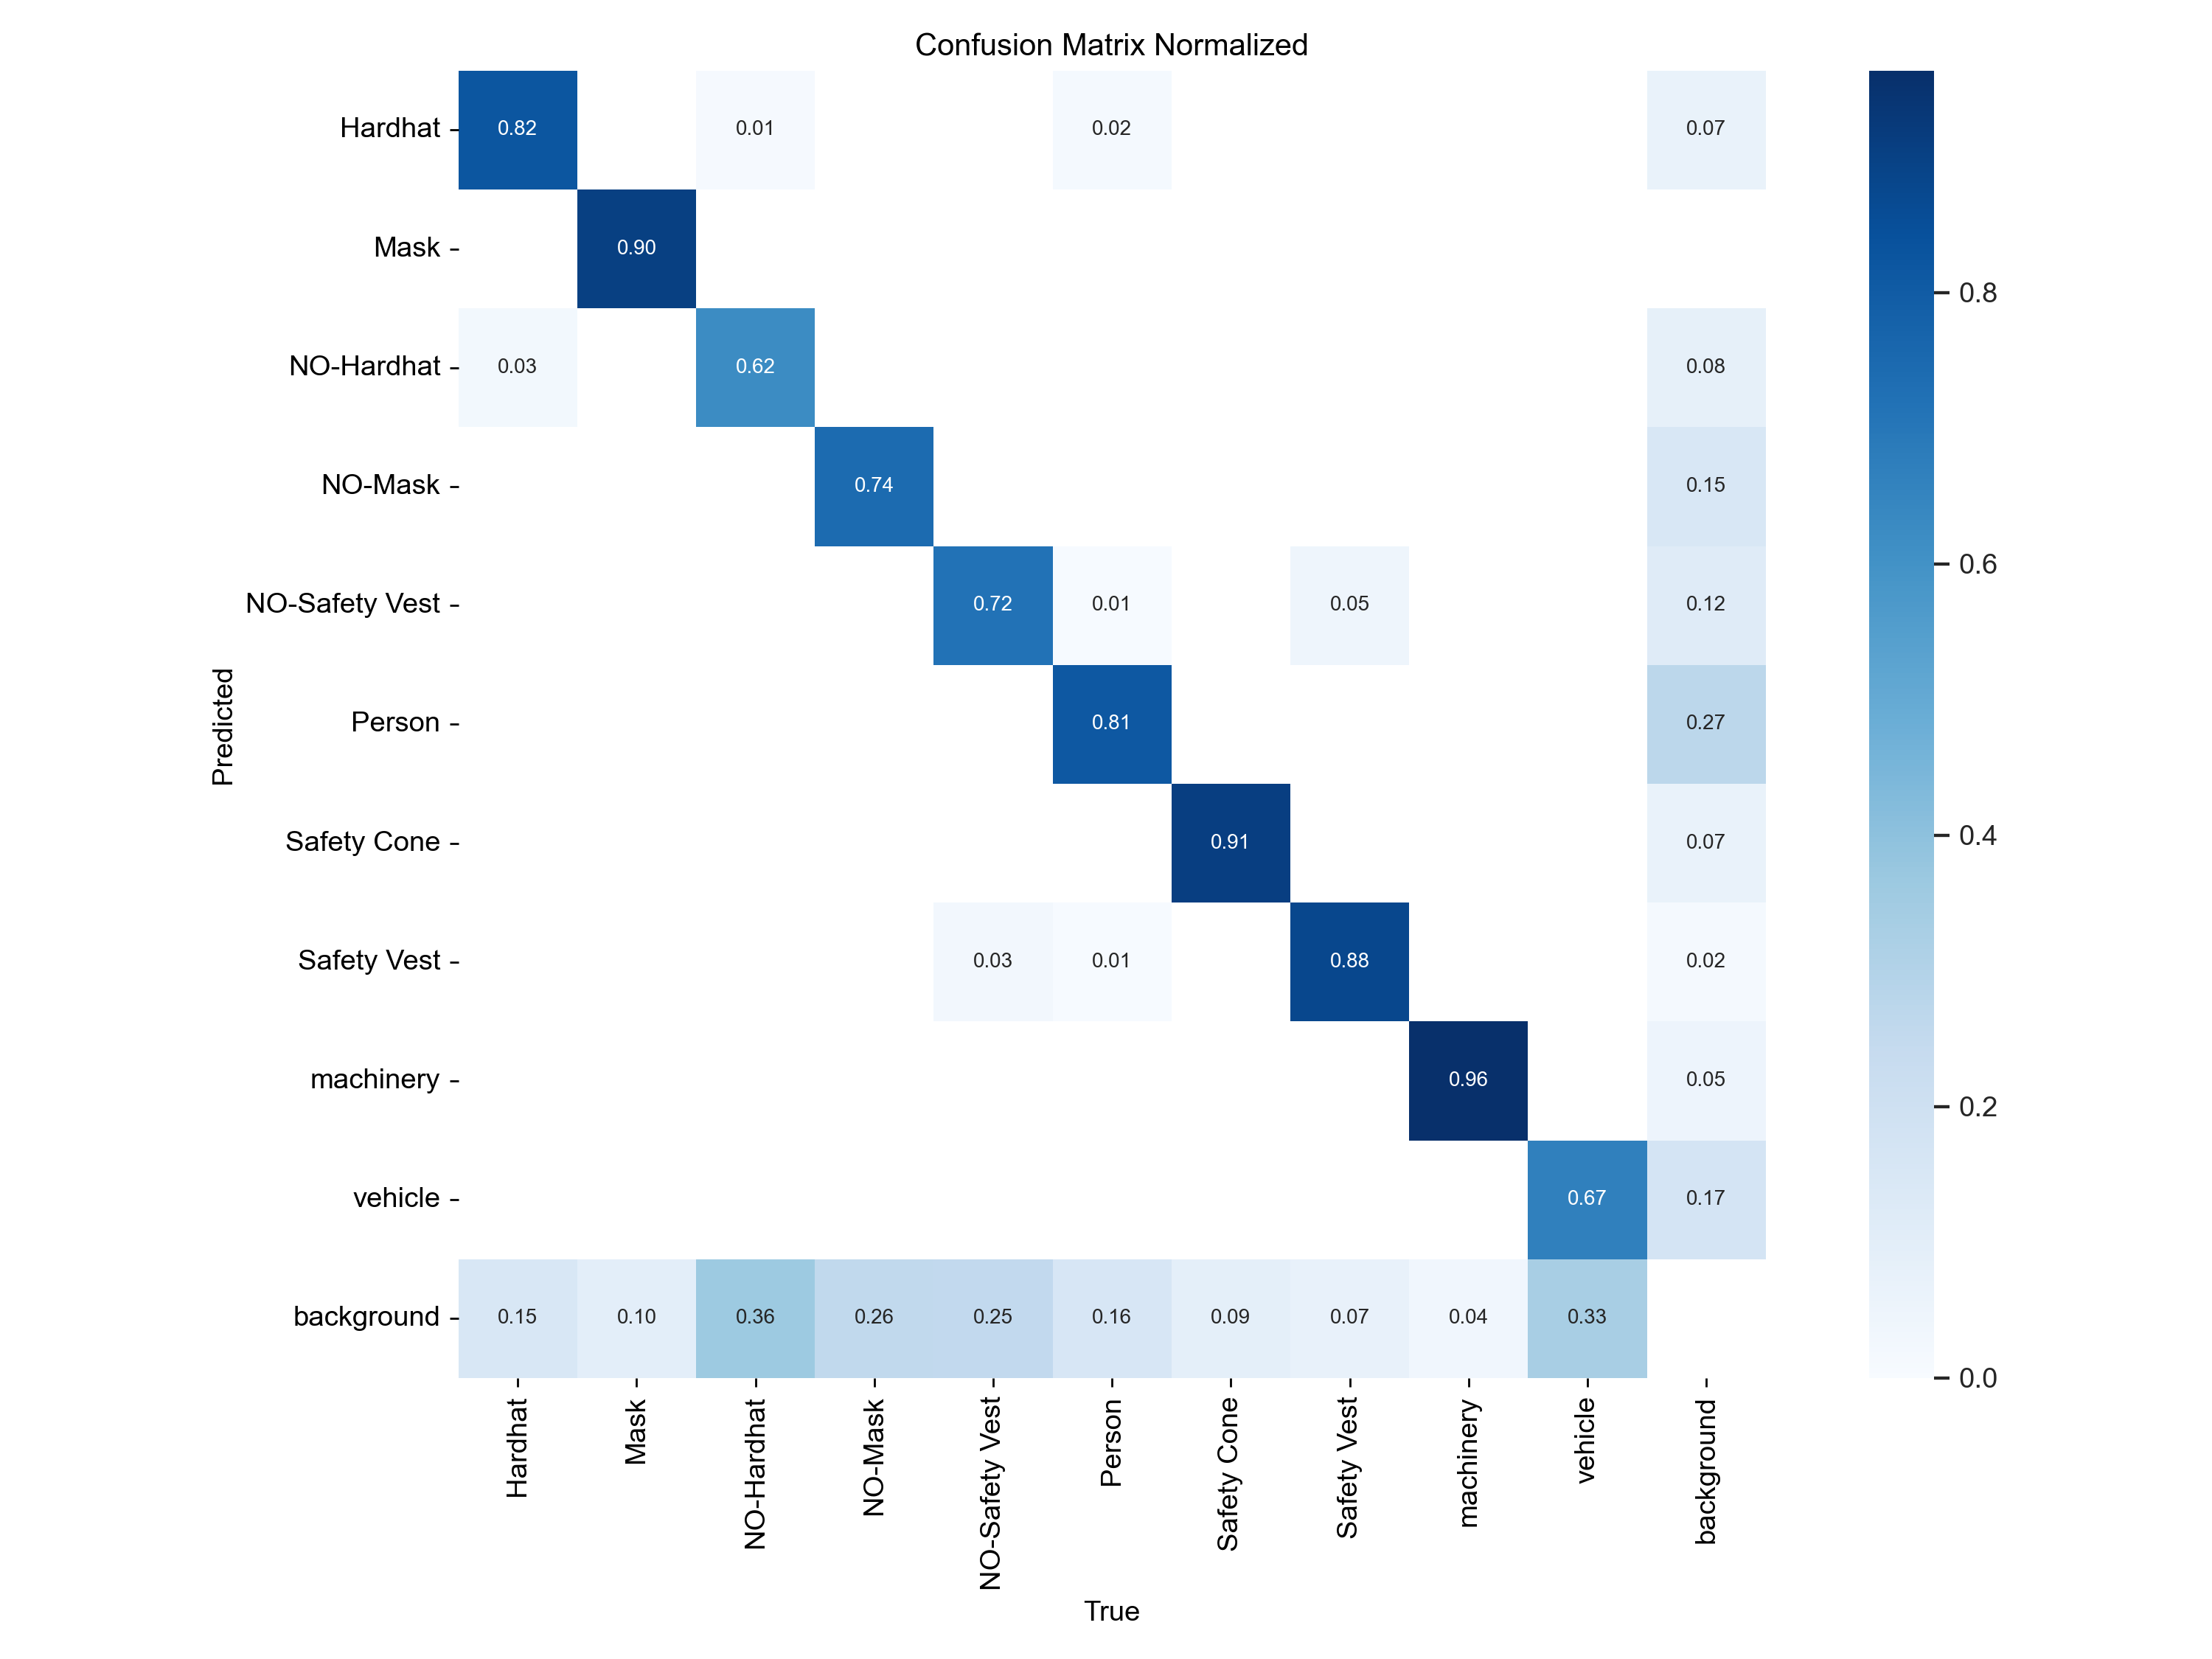 Confusion Matrix Normalized
Hardhat 0.82 0.01 0.02 0.07
Mask 0.90
NO-Hardhat 0.03 0.62 0.08
NO-Mask 0.74 0.15
NO-Safety Vest 0.72 0.01 0.05 0.12
Person 0.81 0.27
Safety Cone 0.91 0.07
Safety Vest 0.03 0.01 0.88 0.02
machinery 0.96 0.05
vehicle 0.67 0.17
background 0.15 0.10 0.36 0.26 0.25 0.16 0.09 0.07 0.04 0.33
Predicted
Hardhat
Mask
NO-Hardhat
NO-Mask
NO-Safety Vest
Person
Safety Cone
Safety Vest
machinery
vehicle
background
True
0.8
0.6
0.4
0.2
0.0